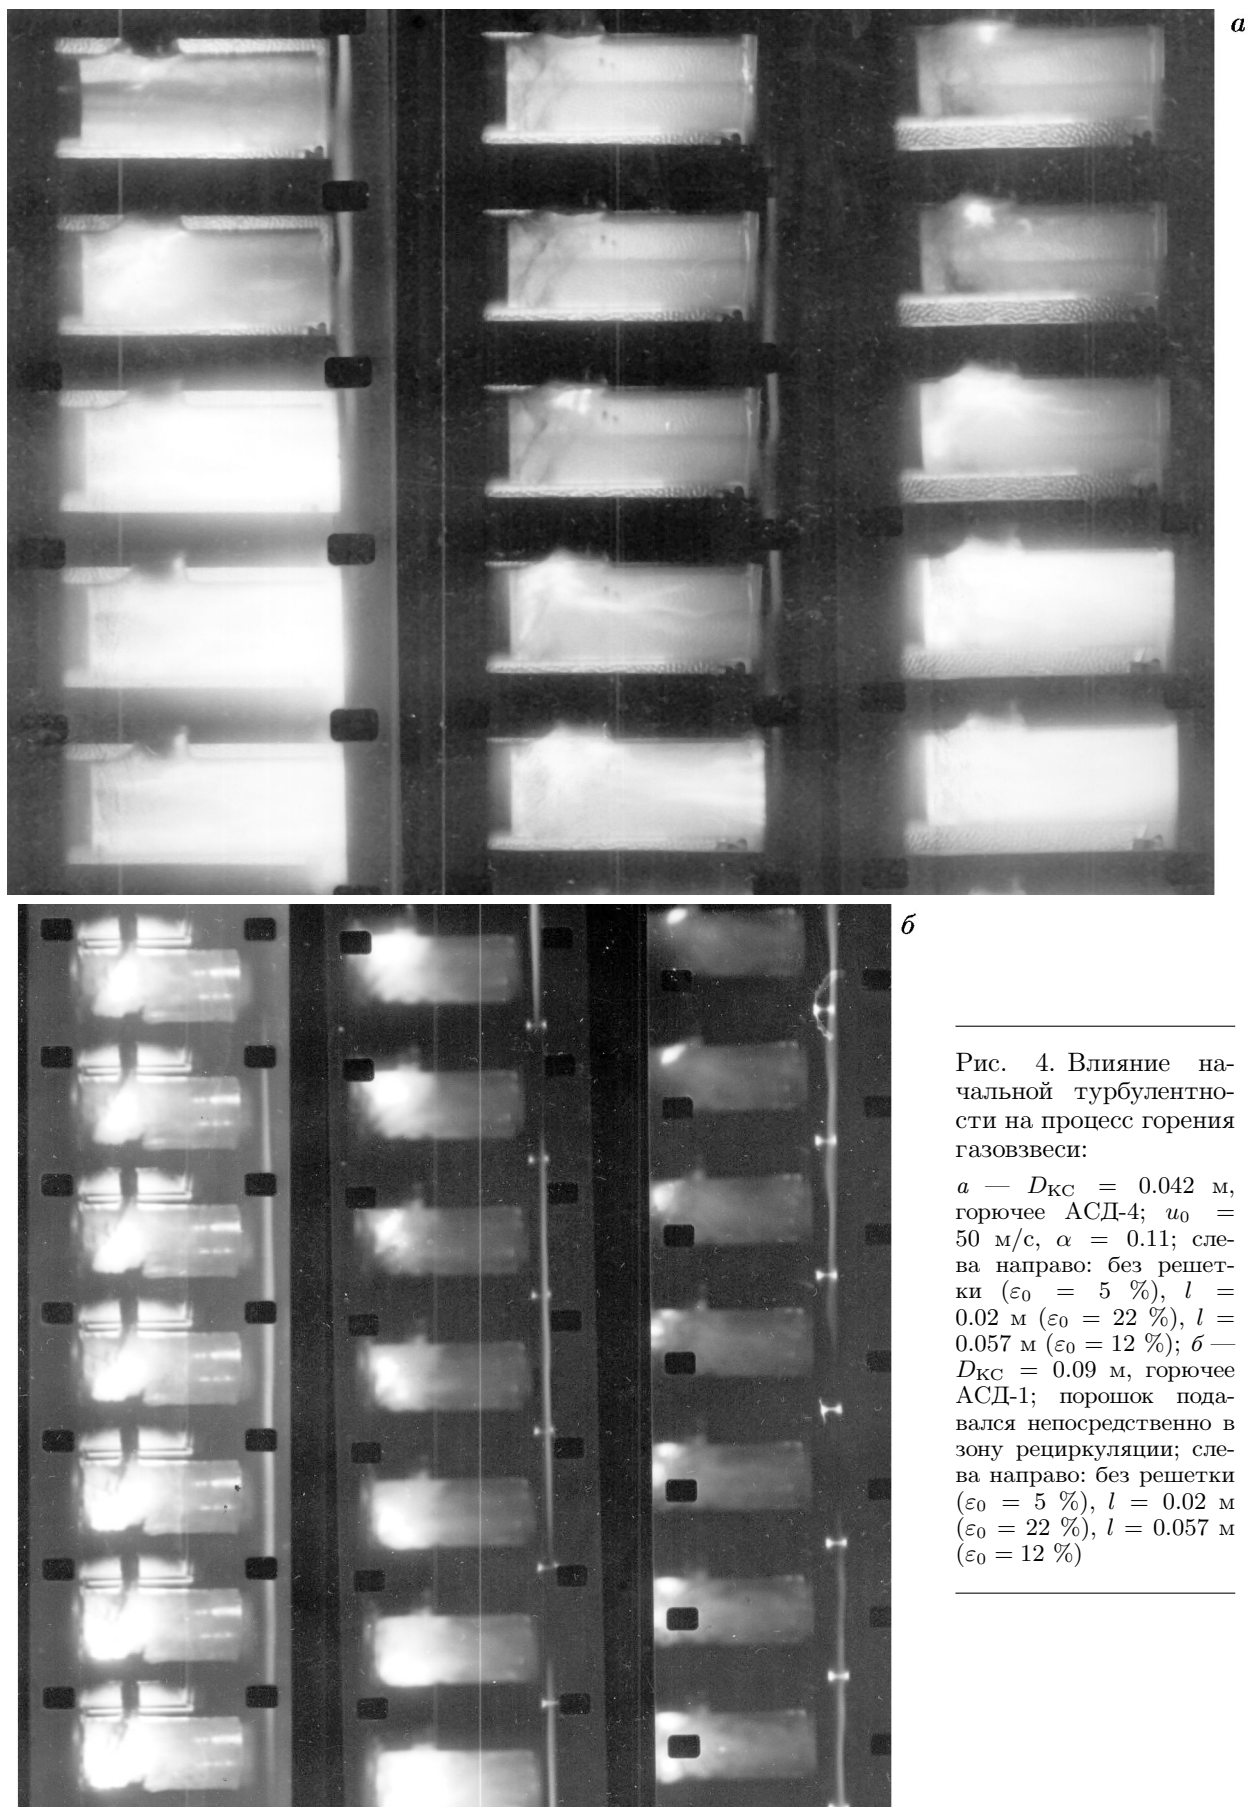 а
б
Рис. 4. Влияние на-
чальной турбулентно-
сти на процесс горения
газовзвеси:
а — D_КС = 0.042 м,
горючее АСД-4; u_0 =
50 м/с, α = 0.11; сле-
ва направо: без решет-
ки (ε_0 = 5 %), l =
0.02 м (ε_0 = 22 %), l =
0.057 м (ε_0 = 12 %); б —
D_КС = 0.09 м, горючее
АСД-1; порошок пода-
вался непосредственно в
зону рециркуляции; сле-
ва направо: без решетки
(ε_0 = 5 %), l = 0.02 м
(ε_0 = 22 %), l = 0.057 м
(ε_0 = 12 %)